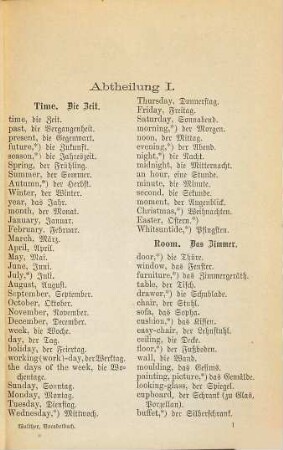 Abtheilung I.
Time. Die Zeit.
time, die Zeit.
past, die Vergangenheit.
present, die Gegenwart.
future,*) die Zukunft.
season,*) die Jahreszeit.
Spring, der Frühling.
Summer, der Sommer.
Autumn,*) der Herbst.
Winter, der Winter.
year, das Jahr.
month, der Monat.
January, Januar.
February, Februar.
March, März.
April, April.
May, Mai.
June, Juni.
July,*) Juli.
August, August.
September, September.
October, Oktober.
November, November.
December, Dezember.
week, die Woche.
day, der Tag.
holiday, der Feiertag.
working (work)-day, der Werktag.
the days of the week, die Wo-
chentage.
Sunday, Sonntag.
Monday, Montag.
Tuesday, Dienstag.
Wednesday,*) Mittwoch.
Thursday, Donnerstag.
Friday, Freitag.
Saturday, Sonnabend.
morning,*) der Morgen.
noon, der Mittag.
evening,*) der Abend.
night,*) die Nacht.
midnight, die Mitternacht.
an hour, eine Stunde.
minute, die Minute.
second, die Sekunde.
moment, der Augenblick.
Christmas,*) Weihnachten.
Easter, Ostern.*)
Whitsuntide,*) Pfingsten.
Room. Das Zimmer.
door,*) die Thüre.
window, das Fenster.
furniture,*) das Zimmergeräth.
table, der Tisch.
drawer,*) die Schublade.
chair, der Stuhl.
sofa, das Sopha.
cushion,*) das Kissen.
easy-chair, der Lehnstuhl.
ceiling, die Decke.
floor,*) der Fußboden.
wall, die Wand.
moulding, das Gesims.
painting, picture,*) das Gemälde.
looking-glass, der Spiegel.
cupboard, der Schrank (zu Glas,
Porzellan).
buffet,*) der Silberschrank.
Walther, Vokabelbuch. 1